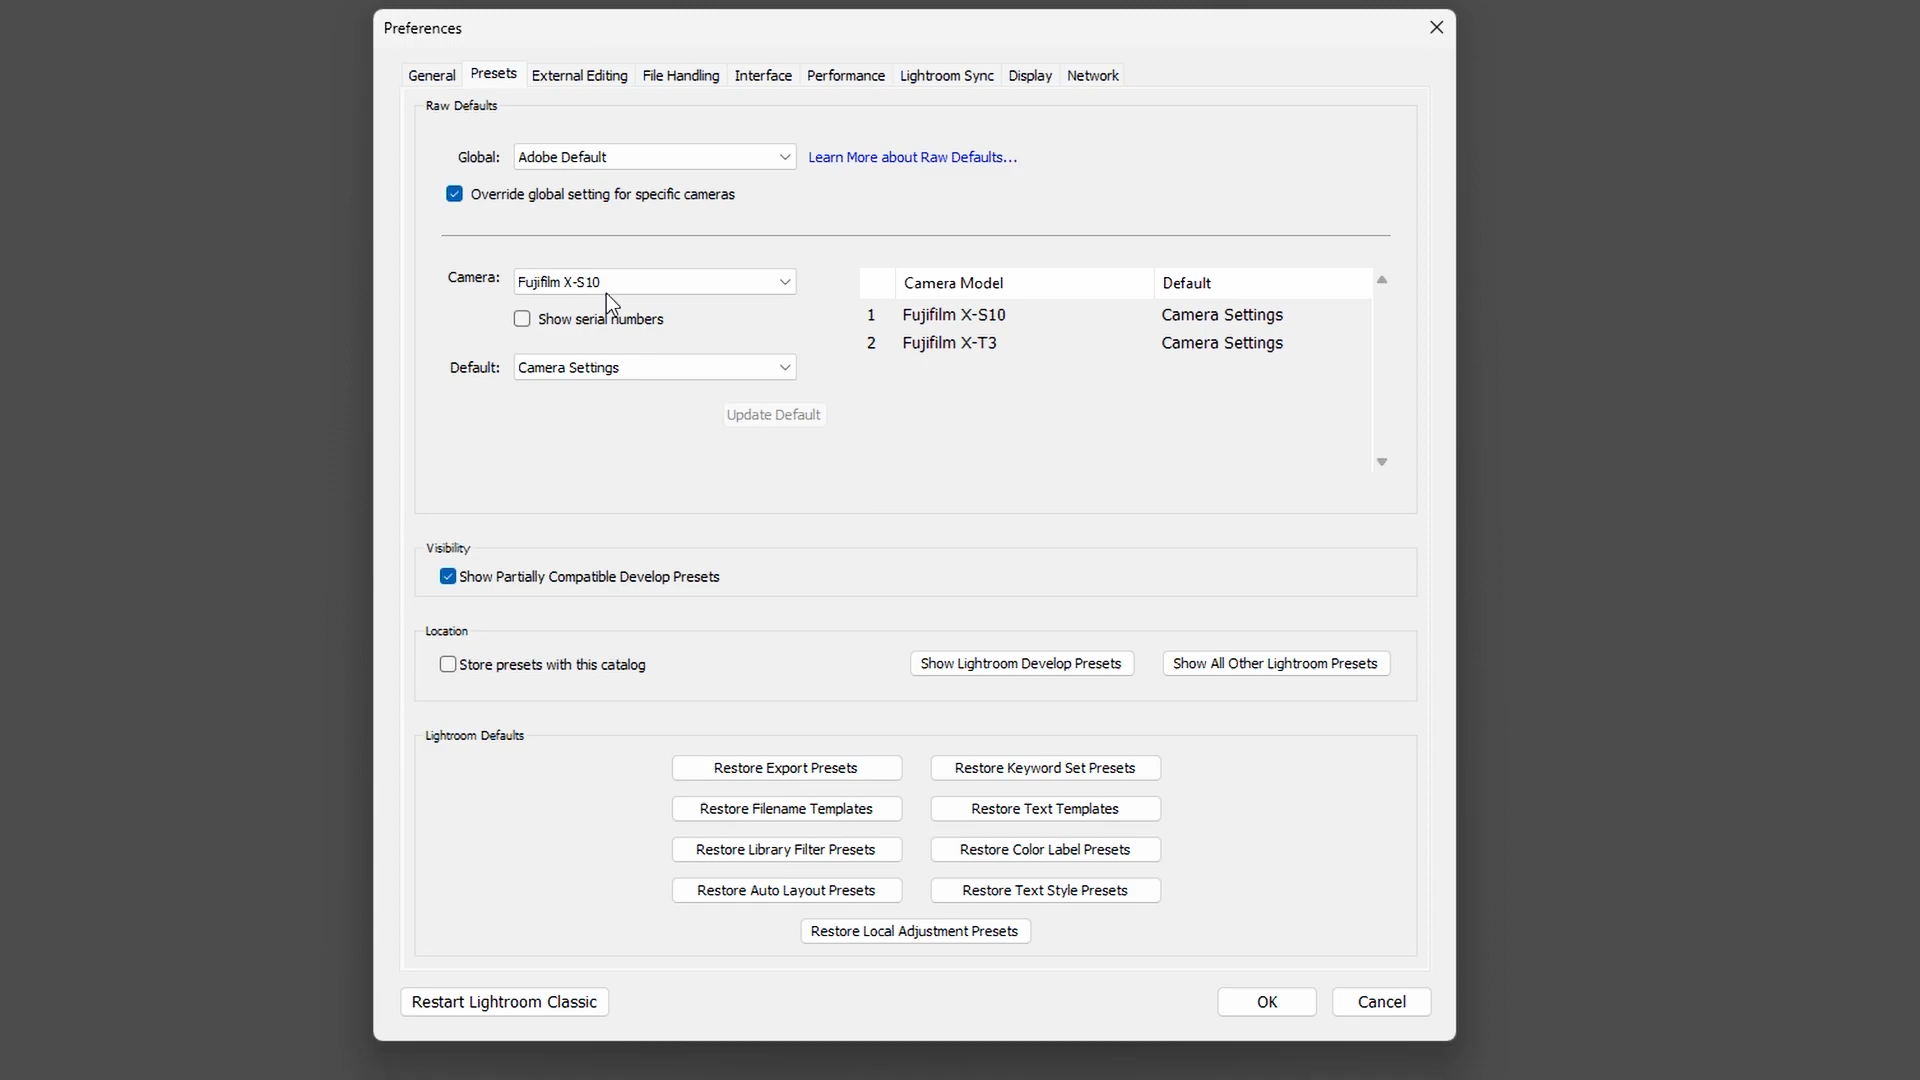 Preferences
General Presets External Editing File Handling Interface Performance Lightroom Sync Display Network
Raw Defaults
Global: Adobe Default Learn More about Raw Defaults...
Override global setting for specific cameras
Camera: Fujifilm X-S10
Show serial numbers
Default: Camera Settings
Update Default
Camera Model Default
1 Fujifilm X-S10 Camera Settings
2 Fujifilm X-T3 Camera Settings
Visibility
Show Partially Compatible Develop Presets
Location
Store presets with this catalog Show Lightroom Develop Presets Show All Other Lightroom Presets
Lightroom Defaults
Restore Export Presets Restore Keyword Set Presets
Restore Filename Templates Restore Text Templates
Restore Library Filter Presets Restore Color Label Presets
Restore Auto Layout Presets Restore Text Style Presets
Restore Local Adjustment Presets
Restart Lightroom Classic OK Cancel